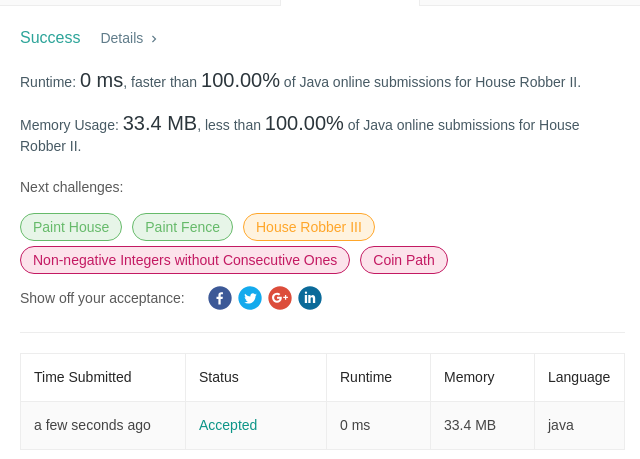 Success Details >
Runtime: 0 ms, faster than 100.00% of Java online submissions for House Robber II.
Memory Usage: 33.4 MB, less than 100.00% of Java online submissions for House
Robber II.
Next challenges:
Paint House Paint Fence House Robber III
Non-negative Integers without Consecutive Ones Coin Path
Show off your acceptance: f G+ in
Time Submitted Status Runtime Memory Language
a few seconds ago Accepted 0 ms 33.4 MB java